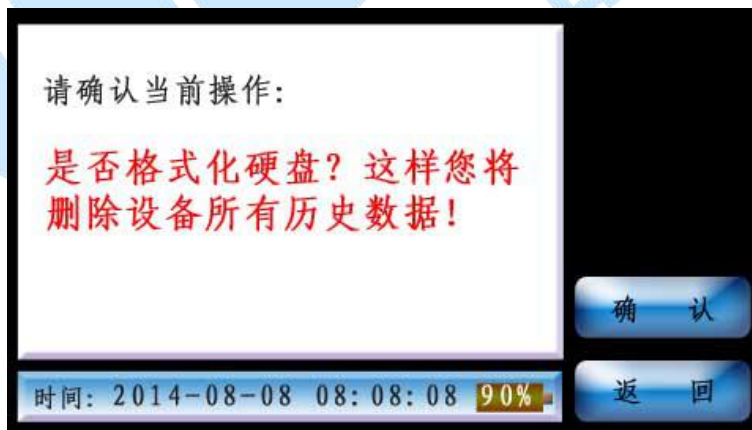 请确认当前操作:
是否格式化硬盘？这样您将
删除设备所有历史数据！
确 认
时间: 2014-08-08 08:08:08 90%
返 回